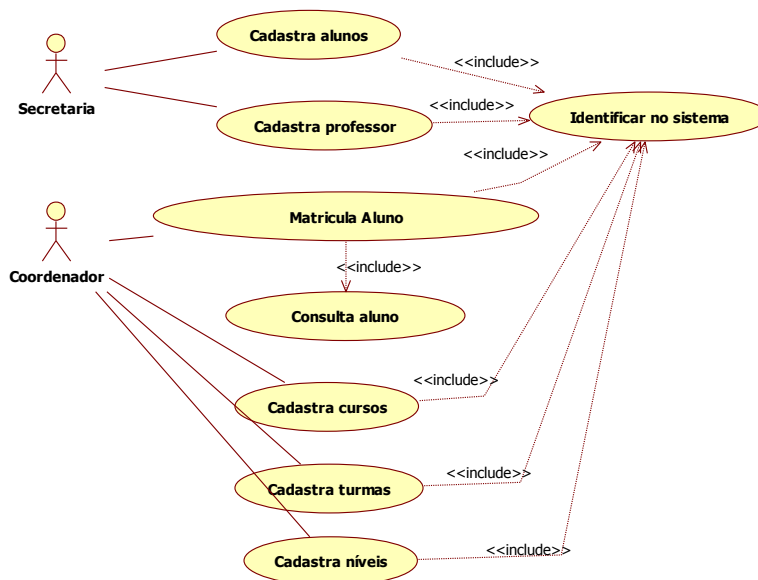 Cadastra alunos
<<include>>
Secretaria
Cadastra professor
<<include>>
Identificar no sistema
<<include>>
Matricula Aluno
Coordenador
<<include>>
Consulta aluno
<<include>>
Cadastra cursos
<<include>>
Cadastra turmas
<<include>>
Cadastra níveis